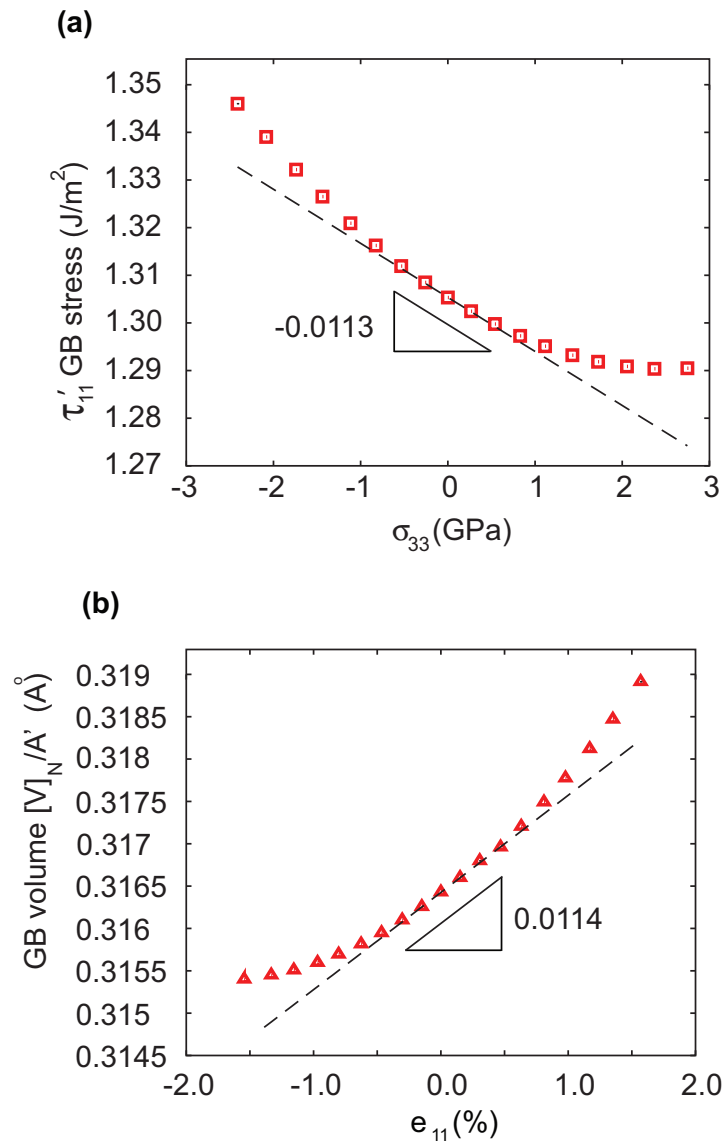 (a)
1.35
1.34
1.33
1.32
1.31
1.30
1.29
1.28
1.27
τ′11 GB stress (J/m2)
-0.0113
−3 −2 −1 0 1 2 3
σ33(GPa)
(b)
0.319
0.3185
0.318
0.3175
0.317
0.3165
0.316
0.3155
0.315
0.3145
GB volume [V]N/A' (Å)
0.0114
-2.0 -1.0 0.0 1.0 2.0
e11(%)